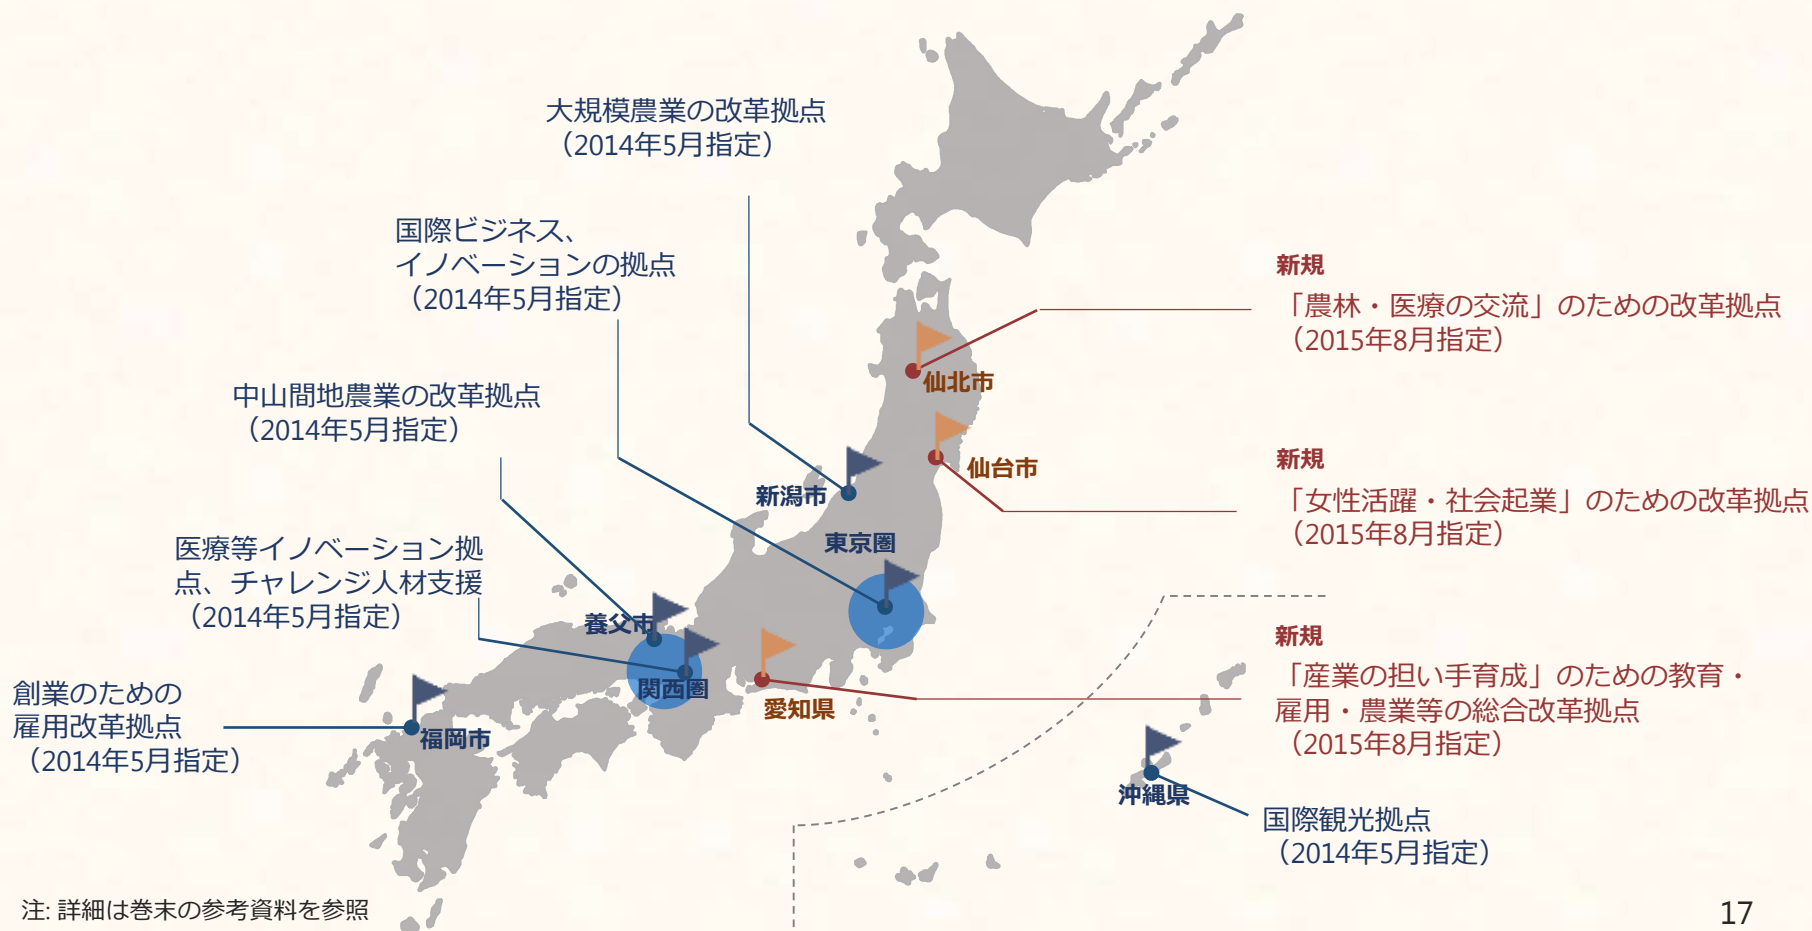 大規模農業の改革拠点
（2014年5月指定）
国際ビジネス、
イノベーションの拠点
（2014年5月指定）
中山間地農業の改革拠点
（2014年5月指定）
医療等イノベーション拠
点、チャレンジ人材支援
（2014年5月指定）
創業のための
雇用改革拠点
（2014年5月指定）
新規
「農林・医療の交流」のための改革拠点
（2015年8月指定）
仙北市
新規
「女性活躍・社会起業」のための改革拠点
（2015年8月指定）
仙台市
新潟市
東京圏
養父市
関西圏
愛知県
福岡市
新規
「産業の担い手育成」のための教育・
雇用・農業等の総合改革拠点
（2015年8月指定）
沖縄県
国際観光拠点
（2014年5月指定）
注: 詳細は巻末の参考資料を参照
17